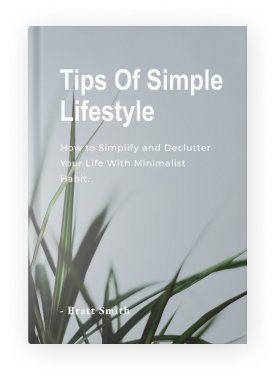 Tips Of Simple
Lifestyle
How to Simplify and Declutter
Your Life With Minimalist
Habit.
- Bratt Smith